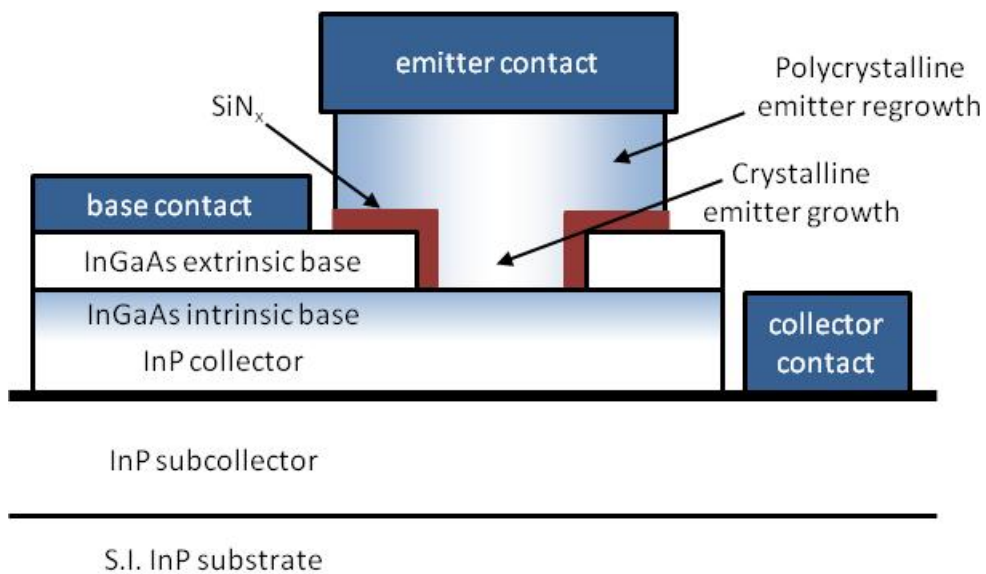 emitter contact
Polycrystalline
emitter regrowth
SiNₓ
Crystalline
emitter growth
base contact
InGaAs extrinsic base
InGaAs intrinsic base
InP collector
collector
contact
InP subcollector
S.I. InP substrate